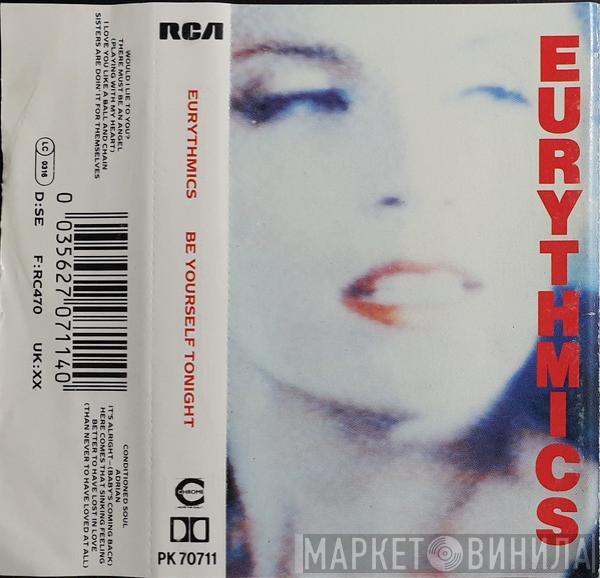 WOULD I LIE TO YOU?
THERE MUST BE AN ANGEL
(PLAYING WITH MY HEART)
I LOVE YOU LIKE A BALL AND CHAIN
SISTERS ARE DOIN' IT FOR THEMSELVES
LC 0316
D:SE F:RC470 UK:XX
0 035627 071140
CONDITIONED SOUL
ADRIAN
IT'S ALRIGHT—(BABY'S COMING BACK)
HERE COMES THAT SINKING FEELING
BETTER TO HAVE LOST IN LOVE
(THAN NEVER TO HAVE LOVED AT ALL)
RCA
EURYTHMICS BE YOURSELF TONIGHT
CHROME
PK 70711
EURYTHMICS
МАРКЕТ ВИНИЛА